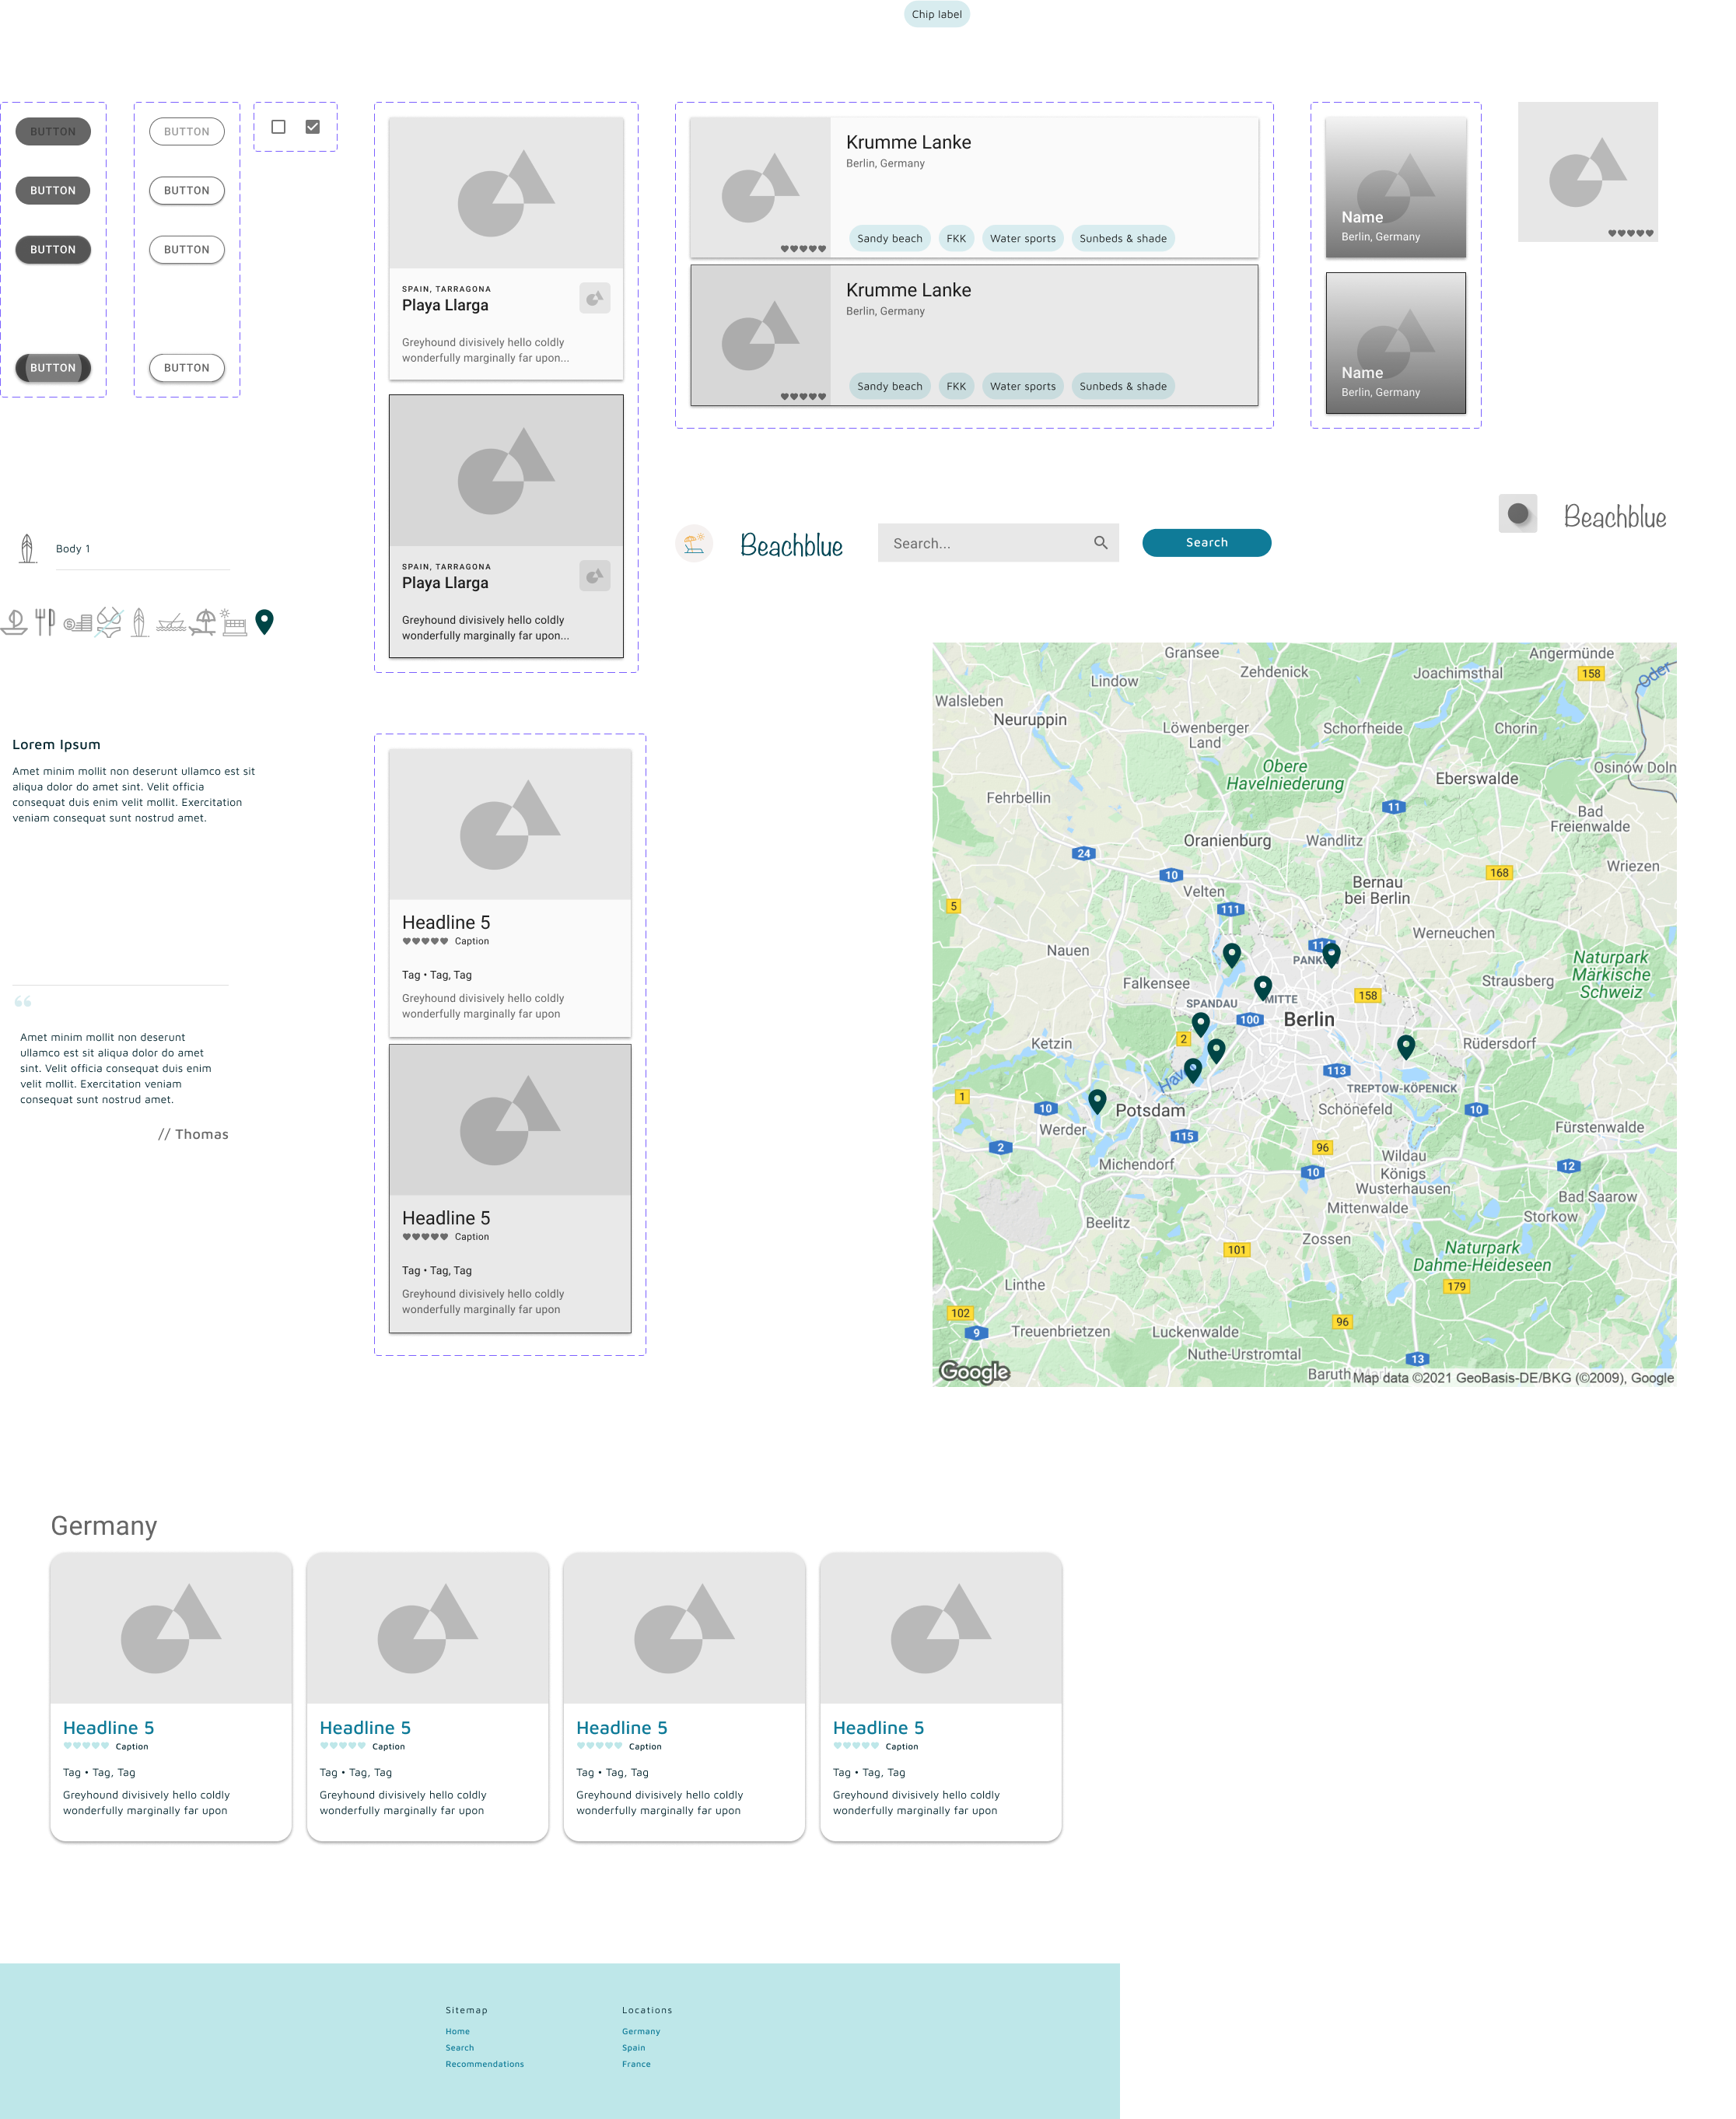 Chip label
BUTTON
BUTTON
BUTTON
BUTTON
BUTTON
BUTTON
BUTTON
BUTTON
SPAIN, TARRAGONA
Playa Llarga
Greyhound divisively hello coldly
wonderfully marginally far upon...
SPAIN, TARRAGONA
Playa Llarga
Greyhound divisively hello coldly
wonderfully marginally far upon...
Krumme Lanke
Berlin, Germany
Sandy beach
FKK
Water sports
Sunbeds & shade
Krumme Lanke
Berlin, Germany
Sandy beach
FKK
Water sports
Sunbeds & shade
Name
Berlin, Germany
Name
Berlin, Germany
Body 1
Beachblue
Search...
Search
Beachblue
Lorem Ipsum
Amet minim mollit non deserunt ullamco est sit
aliqua dolor do amet sint. Velit officia
consequat duis enim velit mollit. Exercitation
veniam consequat sunt nostrud amet.
“
Amet minim mollit non deserunt
ullamco est sit aliqua dolor do amet
sint. Velit officia consequat duis enim
velit mollit. Exercitation veniam
consequat sunt nostrud amet.
// Thomas
Headline 5
Caption
Tag • Tag, Tag
Greyhound divisively hello coldly
wonderfully marginally far upon
Headline 5
Caption
Tag • Tag, Tag
Greyhound divisively hello coldly
wonderfully marginally far upon
Gransee
Angermünde
Zehdenick
Joachimsthal
158
Oder
Lindow
Walsleben
Neuruppin
Löwenberger
Land
Schorfheide
Chorin
Obere
Havelniederung
Osinów Doln
Eberswalde
Fehrbellin
11
Bad
Freienwalde
Oranienburg
Wandlitz
24
Wriezen
10
168
Velten
Bernau
bei Berlin
5
111
Werneuchen
Nauen
114
PANKO
Naturpark
Märkische
Schweiz
Falkensee
Strausberg
SPANDAU
MITTE
158
100
Berlin
2
Ketzin
Rüdersdorf
Hav
113
TREPTOW-KÖPENICK
1
10
Potsdam
Schönefeld
10
Werder
115
Fürstenwalde
2
96
Michendorf
Wildau
12
10
Königs
Wusterhausen
Bad Saarow
Mittenwalde
Storkow
Beelitz
Zossen
101
Naturpark
Dahme-Heideseen
Linthe
179
102
96
9
Treuenbrietzen
Luckenwalde
Nuthe-Urstromtal
13
Google
Baruth
Map data ©2021 GeoBasis-DE/BKG (©2009), Google
Germany
Headline 5
Caption
Tag • Tag, Tag
Greyhound divisively hello coldly
wonderfully marginally far upon
Headline 5
Caption
Tag • Tag, Tag
Greyhound divisively hello coldly
wonderfully marginally far upon
Headline 5
Caption
Tag • Tag, Tag
Greyhound divisively hello coldly
wonderfully marginally far upon
Headline 5
Caption
Tag • Tag, Tag
Greyhound divisively hello coldly
wonderfully marginally far upon
Sitemap
Home
Search
Recommendations
Locations
Germany
Spain
France